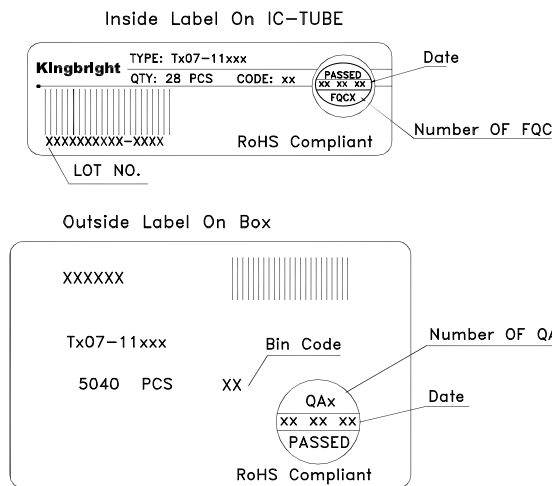 Inside Label On IC-TUBE
Kingbright
TYPE: Tx07-11xxx
QTY: 28 PCS CODE: xx
PASSED
xx xx xx
FQCX
Date
Number OF FQC
XXXXXXXXXX-XXXX
RoHS Compliant
LOT NO.
Outside Label On Box
XXXXXX
Tx07-11xxx
Bin Code
Number OF QA
5040 PCS XX
QAx
Date
xx xx xx
PASSED
RoHS Compliant